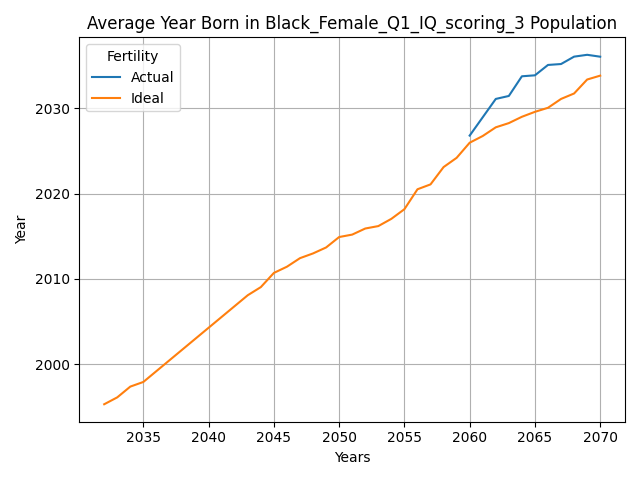 Average Year Born in Black_Female_Q1_IQ_scoring_3 Population
Fertility
Actual
Ideal
Year
2030
2020
2010
2000
2035 2040 2045 2050 2055 2060 2065 2070
Years